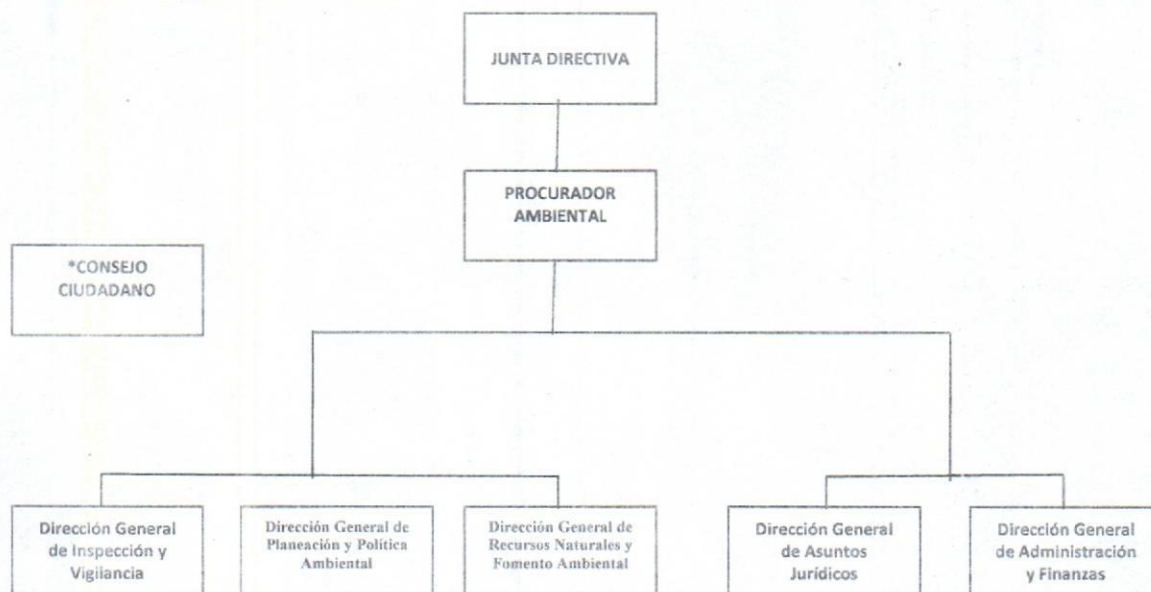 JUNTA DIRECTIVA
PROCURADOR
AMBIENTAL
*CONSEJO
CIUDADANO
Dirección General
de Inspección y
Vigilancia
Dirección General de
Planeación y Política
Ambiental
Dirección General de
Recursos Naturales y
Fomento Ambiental
Dirección General
de Asuntos
Jurídicos
Dirección General
de Administración
y Finanzas